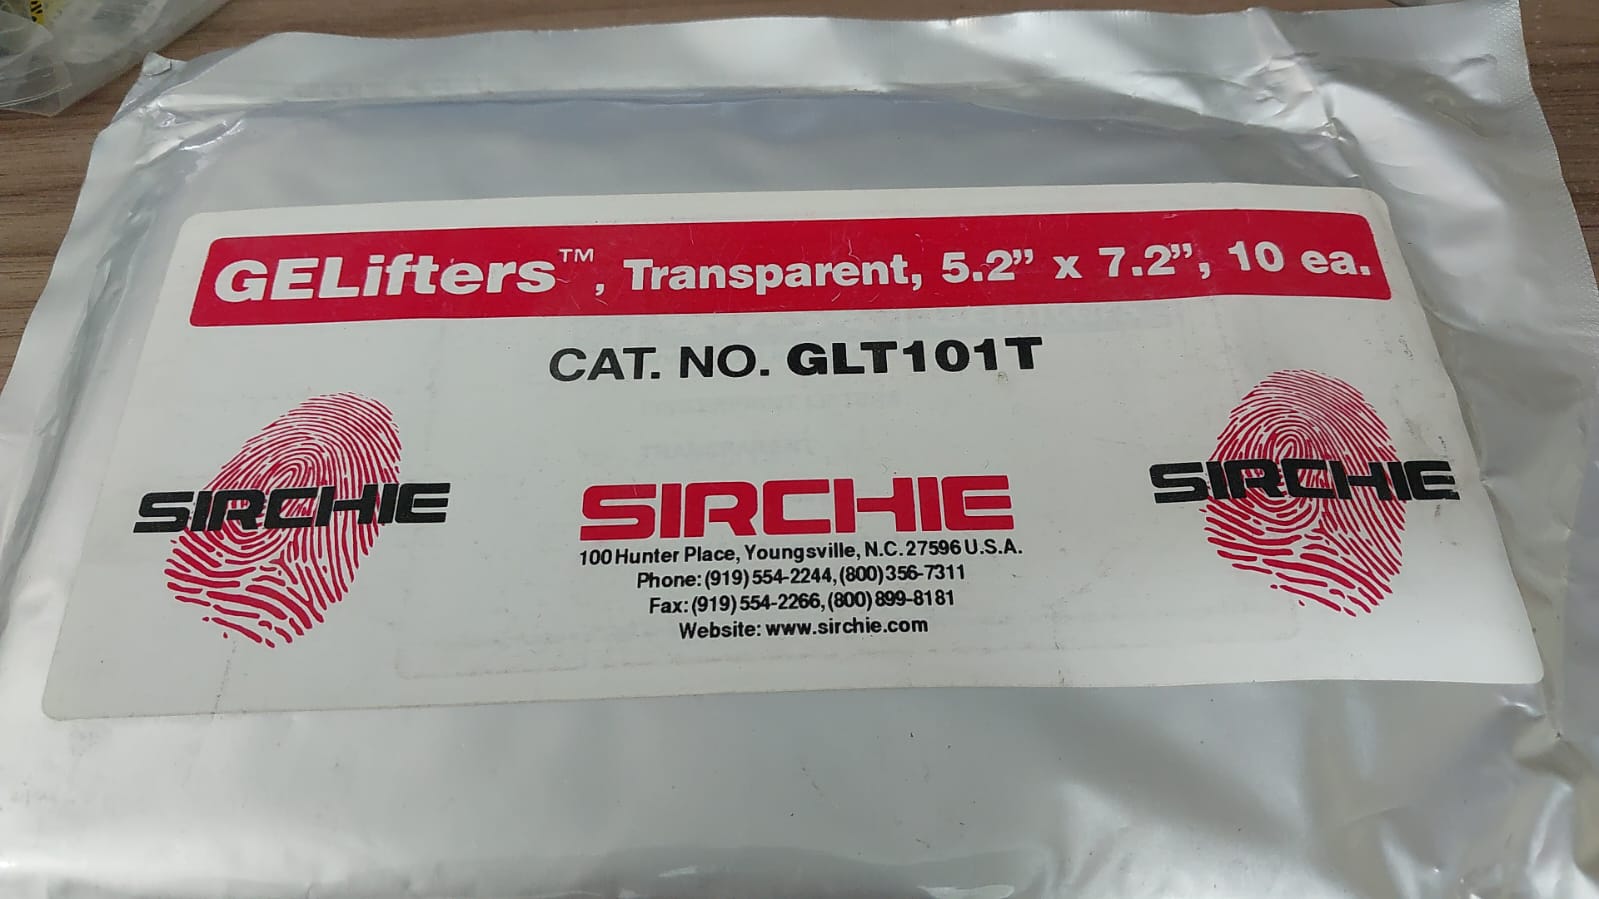 GELifters™, Transparent, 5.2” x 7.2”, 10 ea.
CAT. NO. GLT101T
SIRCHIE
SIRCHIE
SIRCHIE
100 Hunter Place, Youngsville, N.C. 27596 U.S.A.
Phone: (919) 554-2244, (800) 356-7311
Fax: (919) 554-2266, (800) 899-8181
Website: www.sirchie.com